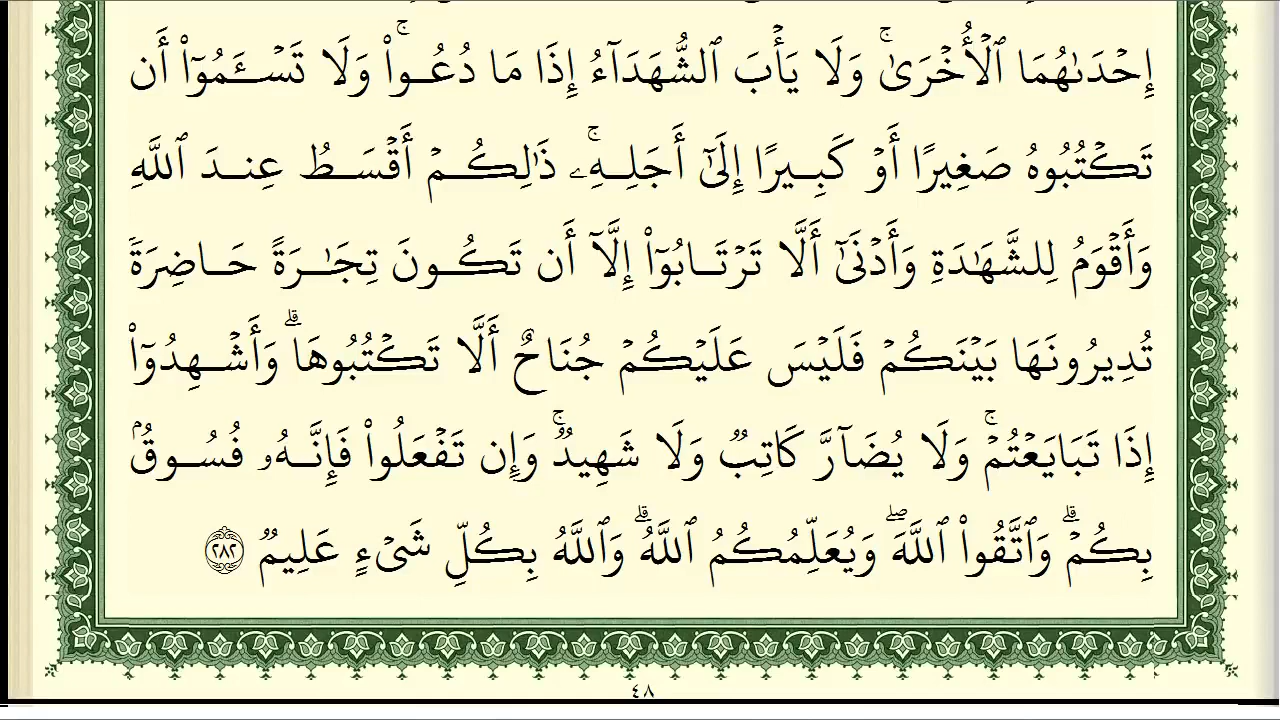 إِحۡدَىٰهُمَا ٱلۡأُخۡرَىٰۚ وَلَا يَأۡبَ ٱلشُّهَدَآءُ إِذَا مَا دُعُواْۚ وَلَا تَسۡـَٔمُوٓاْ أَن
تَكۡتُبُوهُ صَغِيرًا أَوۡ كَبِيرًا إِلَىٰٓ أَجَلِهِۦۚ ذَٰلِكُمۡ أَقۡسَطُ عِندَ ٱللَّهِ
وَأَقۡوَمُ لِلشَّهَٰدَةِ وَأَدۡنَىٰٓ أَلَّا تَرۡتَابُوٓاْ إِلَّآ أَن تَكُونَ تِجَٰرَةً حَاضِرَةٗ
تُدِيرُونَهَا بَيۡنَكُمۡ فَلَيۡسَ عَلَيۡكُمۡ جُنَاحٌ أَلَّا تَكۡتُبُوهَاۗ وَأَشۡهِدُوٓاْ
إِذَا تَبَايَعۡتُمۡۚ وَلَا يُضَآرَّ كَاتِبٞ وَلَا شَهِيدٞۚ وَإِن تَفۡعَلُواْ فَإِنَّهُۥ فُسُوقُۢ
بِكُمۡۗ وَٱتَّقُواْ ٱللَّهَۖ وَيُعَلِّمُكُمُ ٱللَّهُۗ وَٱللَّهُ بِكُلِّ شَيۡءٍ عَلِيمٞ ٢٨٢
٤٨